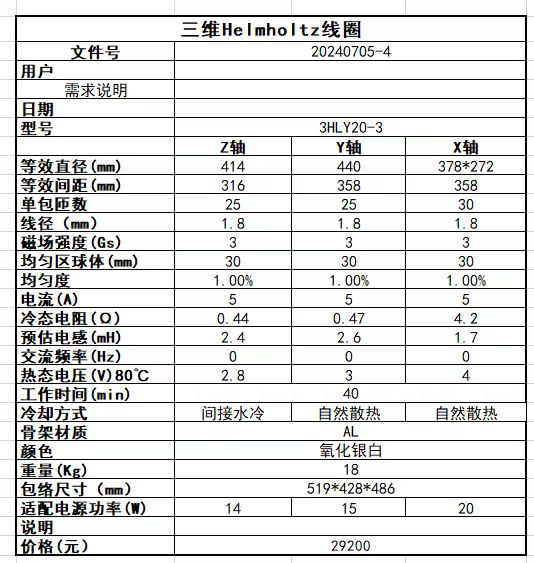 三维Helmholtz线圈
文件号 20240705-4
用户
需求说明
日期
型号 3HLY20-3
Z轴 Y轴 X轴
等效直径(mm) 414 440 378*272
等效间距(mm) 316 358 358
单包匝数 25 25 30
线径（mm） 1.8 1.8 1.8
磁场强度(Gs) 3 3 3
均匀区球体(mm) 30 30 30
均匀度 1.00% 1.00% 1.00%
电流(A) 5 5 5
冷态电阻(Ω) 0.44 0.47 4.2
预估电感(mH) 2.4 2.6 1.7
交流频率(Hz) 0 0 0
热态电压(V)80℃ 2.8 3 4
工作时间(min) 40
冷却方式 间接水冷 自然散热 自然散热
骨架材质 AL
颜色 氧化银白
重量(Kg) 18
包络尺寸（mm） 519*428*486
适配电源功率(W) 14 15 20
说明
价格(元) 29200